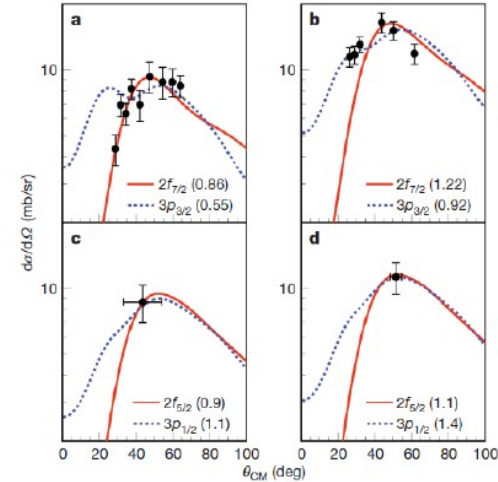 a
b
10
10
2f7/2 (0.86)
3p3/2 (0.55)
2f7/2 (1.22)
3p3/2 (0.92)
dσ/dΩ (mb/sr)
c
d
10
10
2f5/2 (0.9)
3p1/2 (1.1)
2f5/2 (1.1)
3p1/2 (1.4)
0 20 40 60 80 100
0 20 40 60 80 100
θCM (deg)